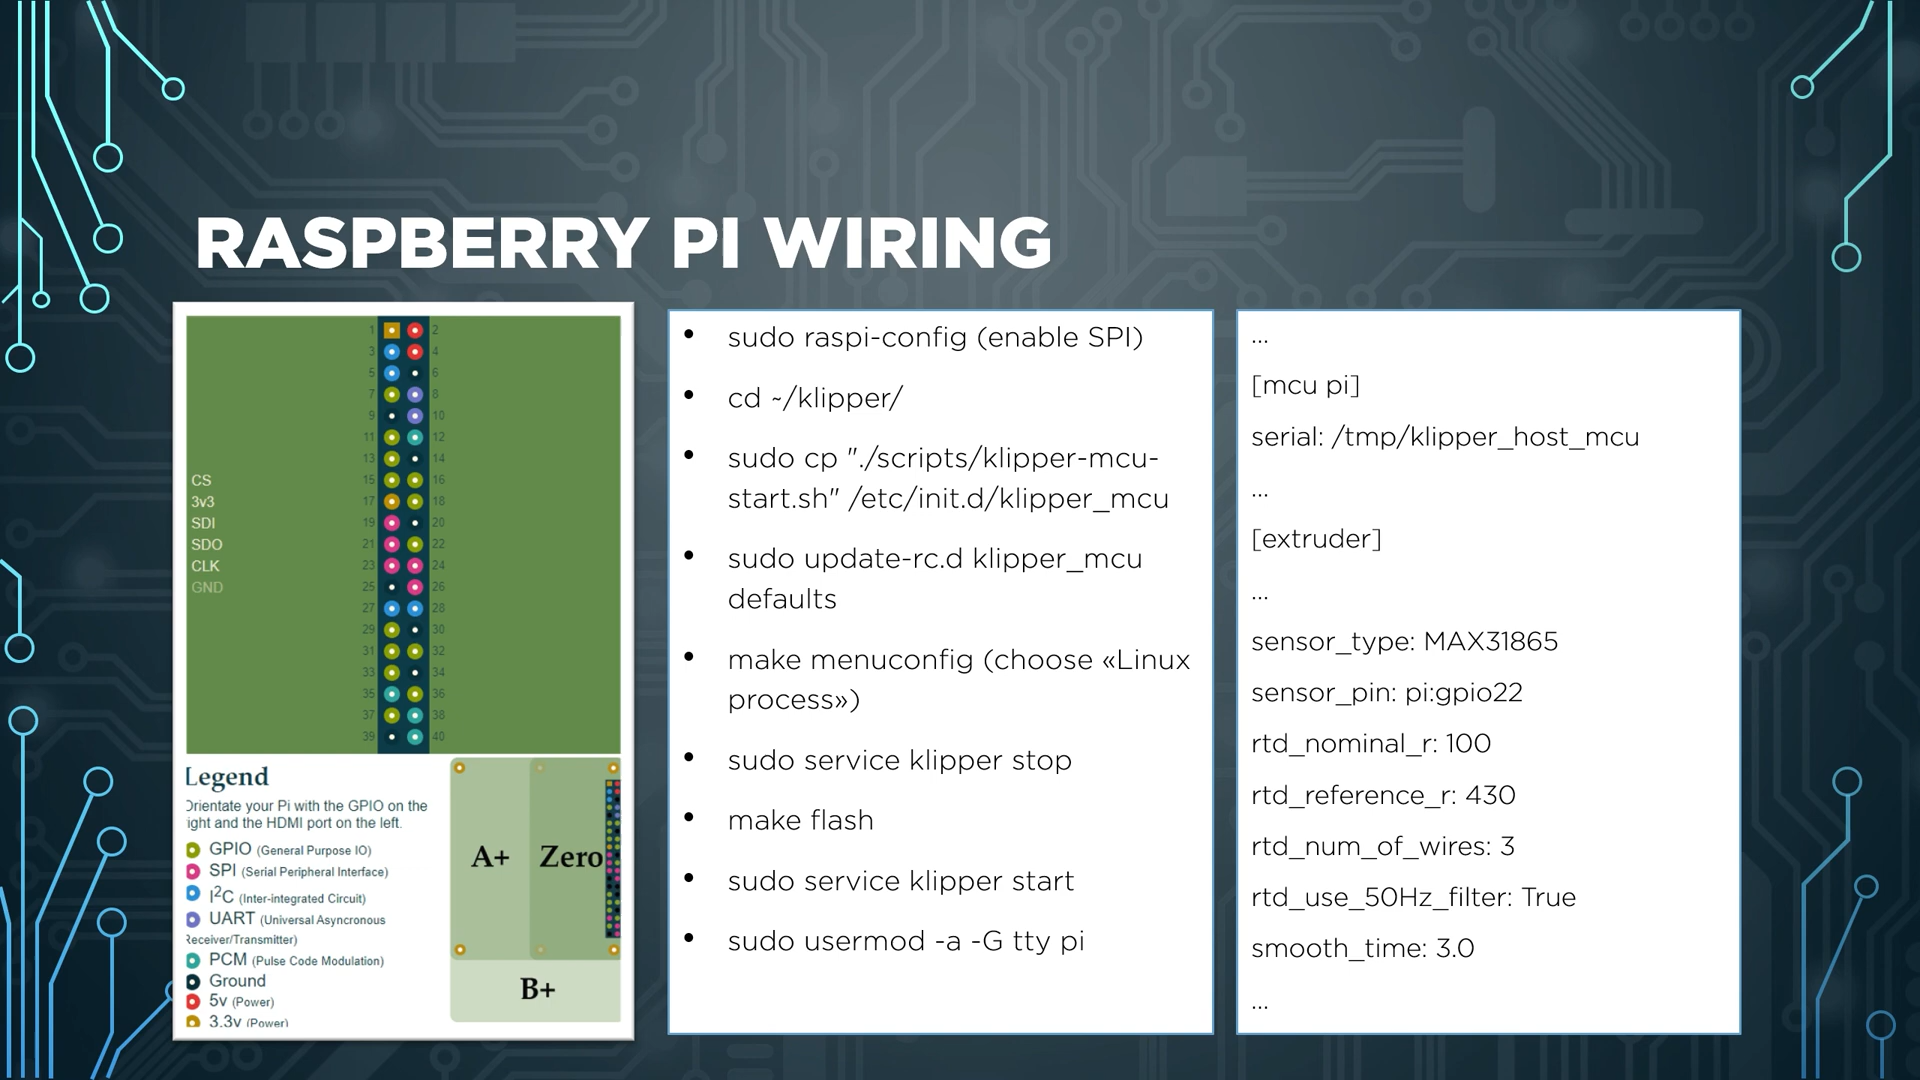 RASPBERRY PI WIRING
1 2
3 4
5 6
7 8
9 10
11 12
13 14
CS 15 16
3v3 17 18
SDI 19 20
SDO 21 22
CLK 23 24
GND 25 26
27 28
29 30
31 32
33 34
35 36
37 38
39 40
Legend
Orientate your Pi with the GPIO on the
ight and the HDMI port on the left.
GPIO (General Purpose IO)
SPI (Serial Peripheral Interface)
I²C (Inter-integrated Circuit)
UART (Universal Asyncronous
Receiver/Transmitter)
PCM (Pulse Code Modulation)
Ground
5v (Power)
3.3v (Power)
A+ Zero
B+
• sudo raspi-config (enable SPI)
• cd ~/klipper/
• sudo cp "./scripts/klipper-mcu-
start.sh" /etc/init.d/klipper_mcu
• sudo update-rc.d klipper_mcu
defaults
• make menuconfig (choose «Linux
process»)
• sudo service klipper stop
• make flash
• sudo service klipper start
• sudo usermod -a -G tty pi
...
[mcu pi]
serial: /tmp/klipper_host_mcu
...
[extruder]
...
sensor_type: MAX31865
sensor_pin: pi:gpio22
rtd_nominal_r: 100
rtd_reference_r: 430
rtd_num_of_wires: 3
rtd_use_50Hz_filter: True
smooth_time: 3.0
...